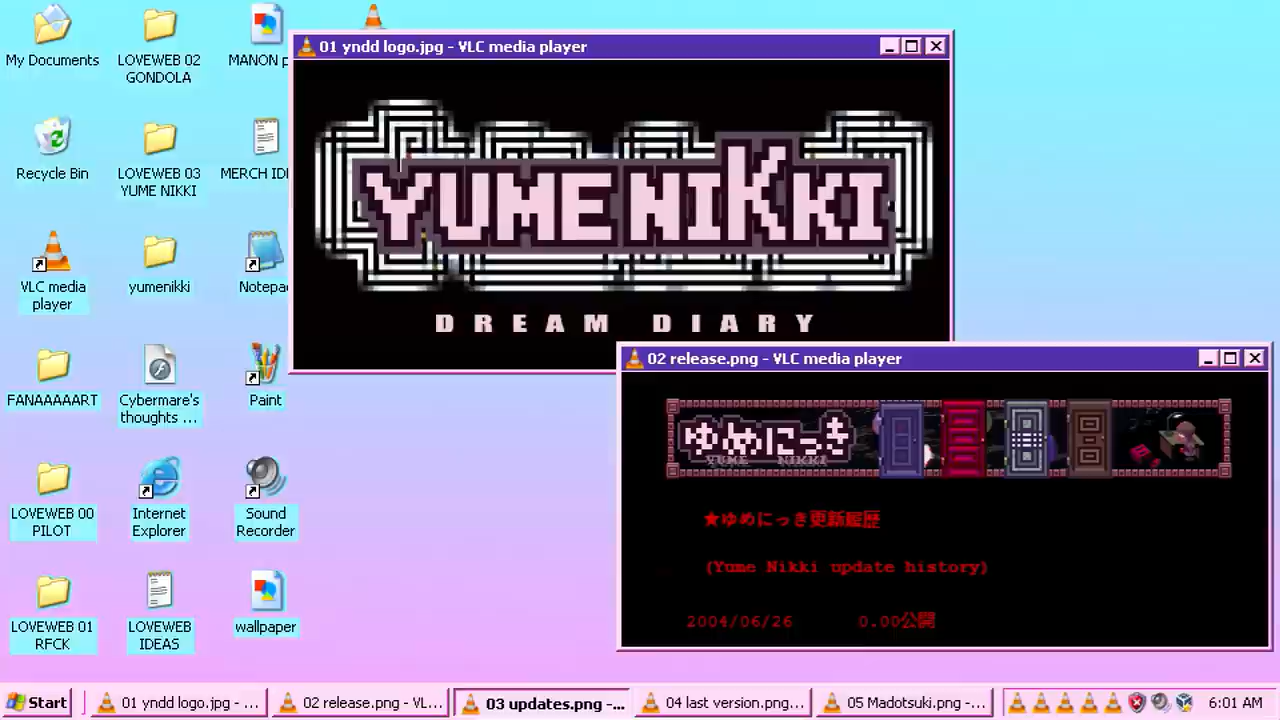 My Documents
LOVEWEB 02
GONDOLA
MANON p
Recycle Bin
LOVEWEB 03
YUME NIKKI
MERCH IDI
VLC media
player
yumenikki
Notepad
FANAAAAART
Cybermare's
thoughts ...
Paint
LOVEWEB 00
PILOT
Internet
Explorer
Sound
Recorder
LOVEWEB 01
RFCK
LOVEWEB
IDEAS
wallpaper
01 yndd logo.jpg - VLC media player
YUME NIKKI
DREAM DIARY
02 release.png - VLC media player
ゆめにっき
YUME NIKKI
★ゆめにっき更新履歴
(Yume Nikki update history)
2004/06/26 0.00公開
Start
01 yndd logo.jpg - ...
02 release.png - VL...
03 updates.png -...
04 last version.png...
05 Madotsuki.png -...
6:01 AM